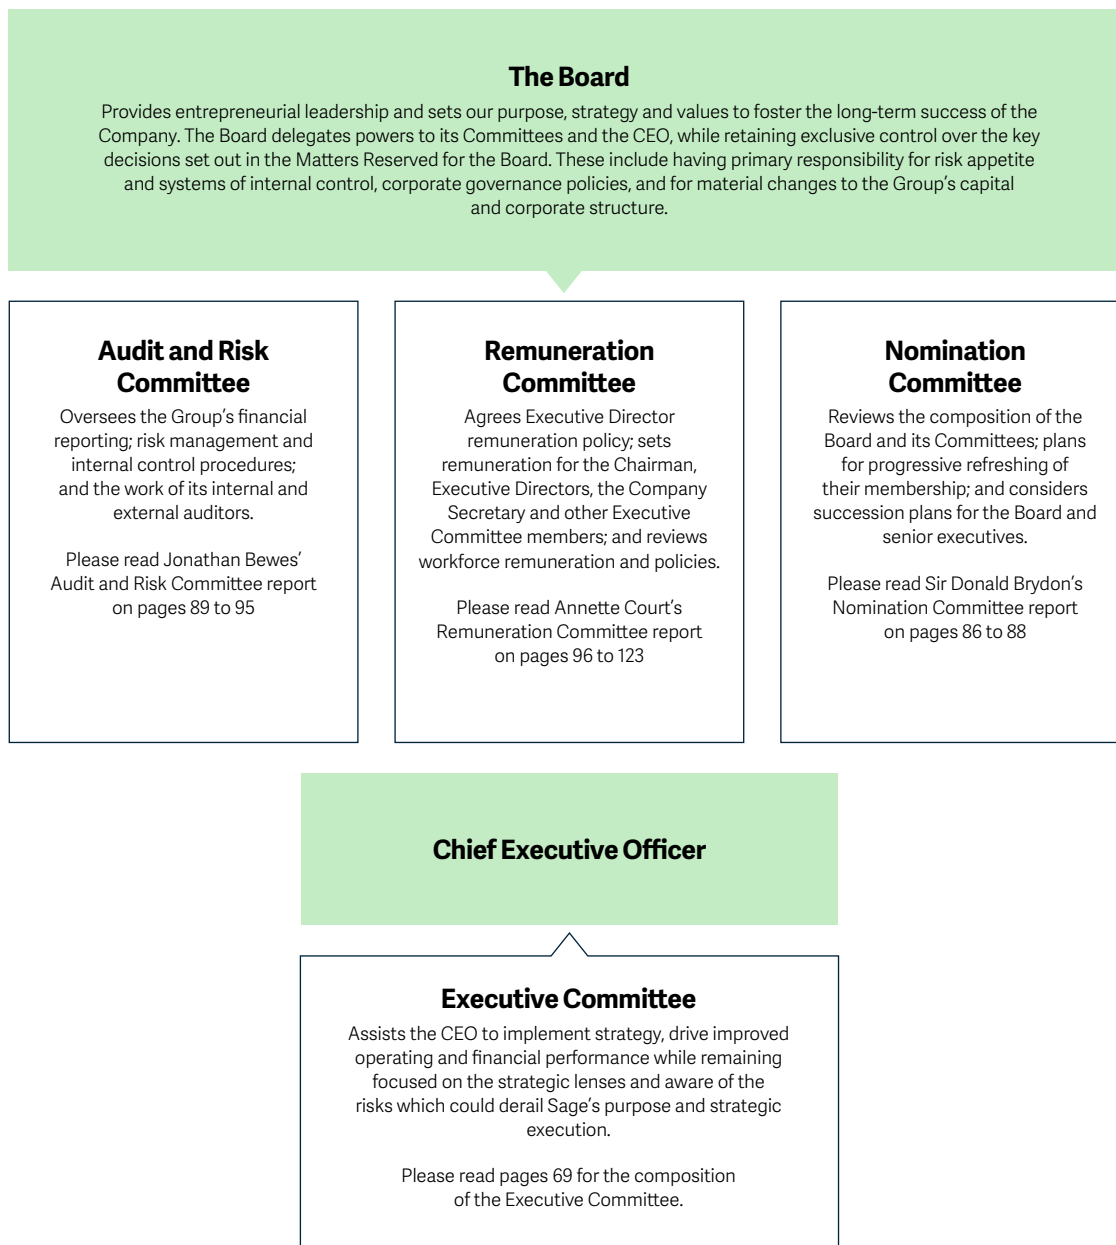 The Board
Provides entrepreneurial leadership and sets our purpose, strategy and values to foster the long-term success of the
Company. The Board delegates powers to its Committees and the CEO, while retaining exclusive control over the key
decisions set out in the Matters Reserved for the Board. These include having primary responsibility for risk appetite
and systems of internal control, corporate governance policies, and for material changes to the Group’s capital
and corporate structure.
Audit and Risk
Committee
Oversees the Group’s financial
reporting; risk management and
internal control procedures;
and the work of its internal and
external auditors.
Please read Jonathan Bewes’
Audit and Risk Committee report
on pages 89 to 95
Remuneration
Committee
Agrees Executive Director
remuneration policy; sets
remuneration for the Chairman,
Executive Directors, the Company
Secretary and other Executive
Committee members; and reviews
workforce remuneration and policies.
Please read Annette Court’s
Remuneration Committee report
on pages 96 to 123
Nomination
Committee
Reviews the composition of the
Board and its Committees; plans
for progressive refreshing of
their membership; and considers
succession plans for the Board and
senior executives.
Please read Sir Donald Brydon’s
Nomination Committee report
on pages 86 to 88
Chief Executive Officer
Executive Committee
Assists the CEO to implement strategy, drive improved
operating and financial performance while remaining
focused on the strategic lenses and aware of the
risks which could derail Sage’s purpose and strategic
execution.
Please read pages 69 for the composition
of the Executive Committee.